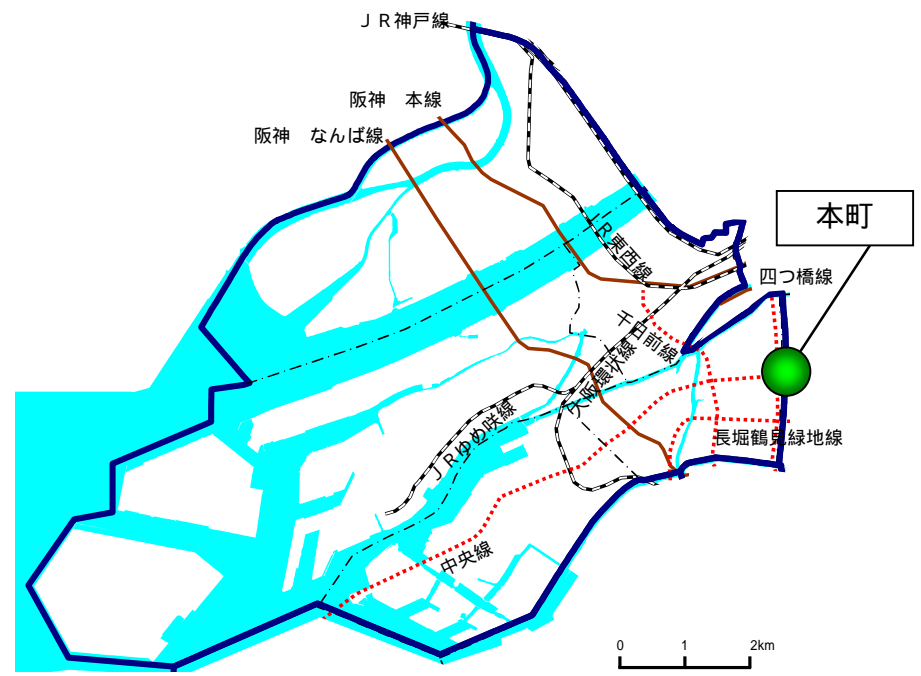 ＪＲ神戸線
阪神　本線
阪神　なんば線
本町
Ｒ東西線
四つ橋線
千日前線
大阪環状線
ＪＲゆめ咲線
長堀鶴見緑地線
中央線
0 1 2km